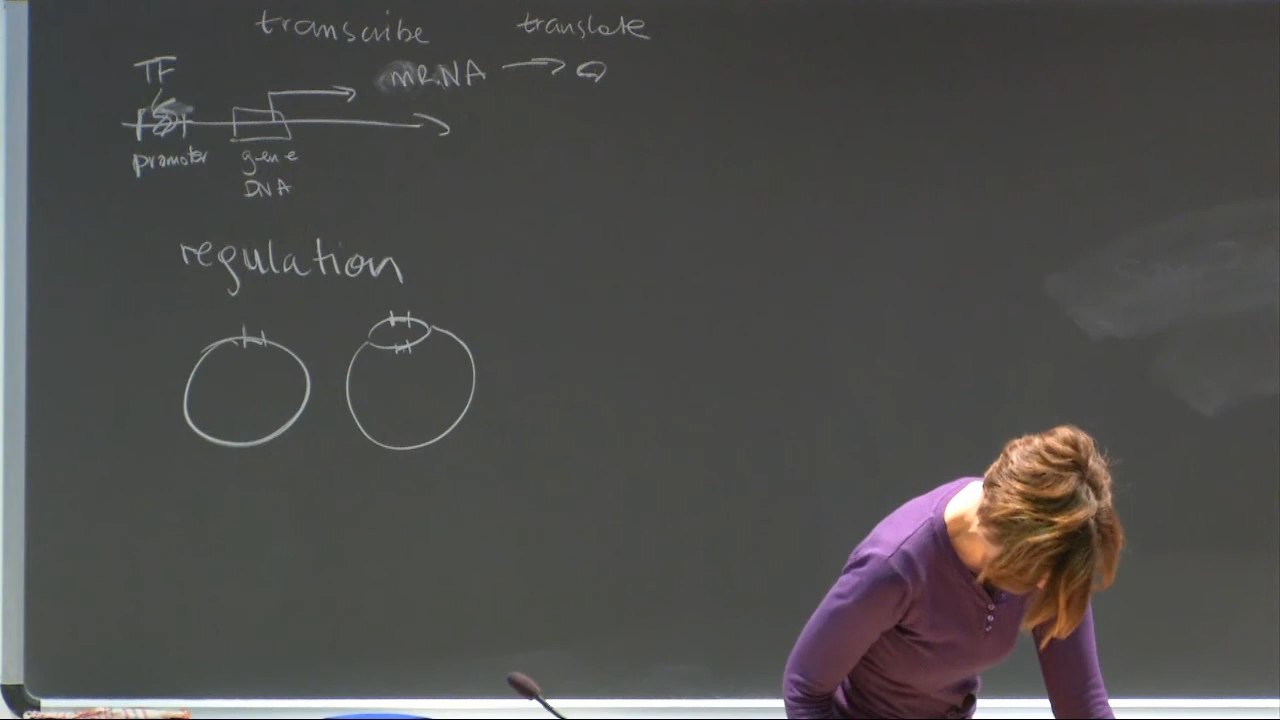 transcribe translate
TF
mRNA
promoter gene
DNA
regulation